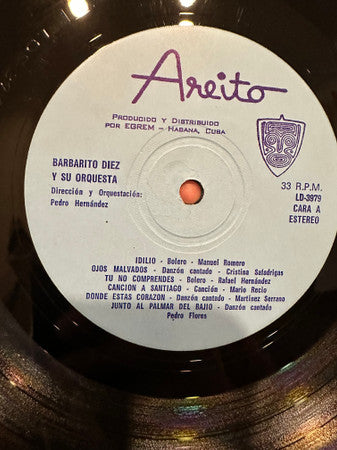 Areito
PRODUCIDO Y DISTRIBUIDO
POR EGREM - HABANA, CUBA
BARBARITO DIEZ
Y SU ORQUESTA
Dirección y Orquestación:
Pedro Hernández
33 R.P.M.
LD-3979
CARA A
ESTEREO
IDILIO - Bolero - Manuel Romero
OJOS MALVADOS - Danzón cantado - Cristina Saladrigas
TU NO COMPRENDES - Bolero - Rafael Hernández
CANCION A SANTIAGO - Canción - Mario Recio
DONDE ESTAS CORAZON - Danzón cantado - Martínez Serrano
JUNTO AL PALMAR DEL BAJIO - Danzón cantado
Pedro Flores